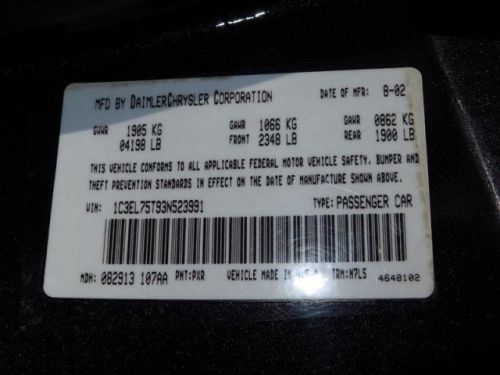 MFD BY DAIMLERCHRYSLER CORPORATION DATE OF MFR: 8-02
GVWR 1905 KG GAWR 1066 KG GAWR 0862 KG
04198 LB FRONT 2348 LB REAR 1900 LB
THIS VEHICLE CONFORMS TO ALL APPLICABLE FEDERAL MOTOR VEHICLE SAFETY, BUMPER AND
THEFT PREVENTION STANDARDS IN EFFECT ON THE DATE OF MANUFACTURE SHOWN ABOVE.
VIN: 1C3EL75T93N523991 TYPE: PASSENGER CAR
MDH: 082913 107AA PNT:PXR VEHICLE MADE IN U.S.A. TRM:N7L5
4648102